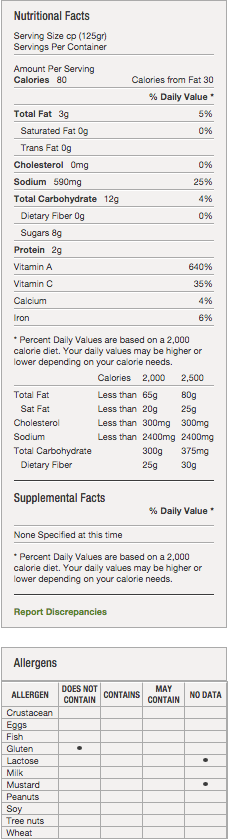 Nutritional Facts
Serving Size cp (125gr)
Servings Per Container
Amount Per Serving
Calories 80 Calories from Fat 30
% Daily Value *
Total Fat 3g 5%
Saturated Fat 0g 0%
Trans Fat 0g
Cholesterol 0mg 0%
Sodium 590mg 25%
Total Carbohydrate 12g 4%
Dietary Fiber 0g 0%
Sugars 8g
Protein 2g
Vitamin A 640%
Vitamin C 35%
Calcium 4%
Iron 6%
* Percent Daily Values are based on a 2,000
calorie diet. Your daily values may be higher or
lower depending on your calorie needs.
Calories 2,000 2,500
Total Fat Less than 65g 80g
Sat Fat Less than 20g 25g
Cholesterol Less than 300mg 300mg
Sodium Less than 2400mg 2400mg
Total Carbohydrate 300g 375mg
Dietary Fiber 25g 30g
Supplemental Facts
% Daily Value *
None Specified at this time
* Percent Daily Values are based on a 2,000
calorie diet. Your daily values may be higher or
lower depending on your calorie needs.
Report Discrepancies
Allergens
ALLERGEN DOES NOT CONTAIN CONTAINS MAY CONTAIN NO DATA
Crustacean
Eggs
Fish
Gluten •
Lactose •
Milk
Mustard •
Peanuts
Soy
Tree nuts
Wheat